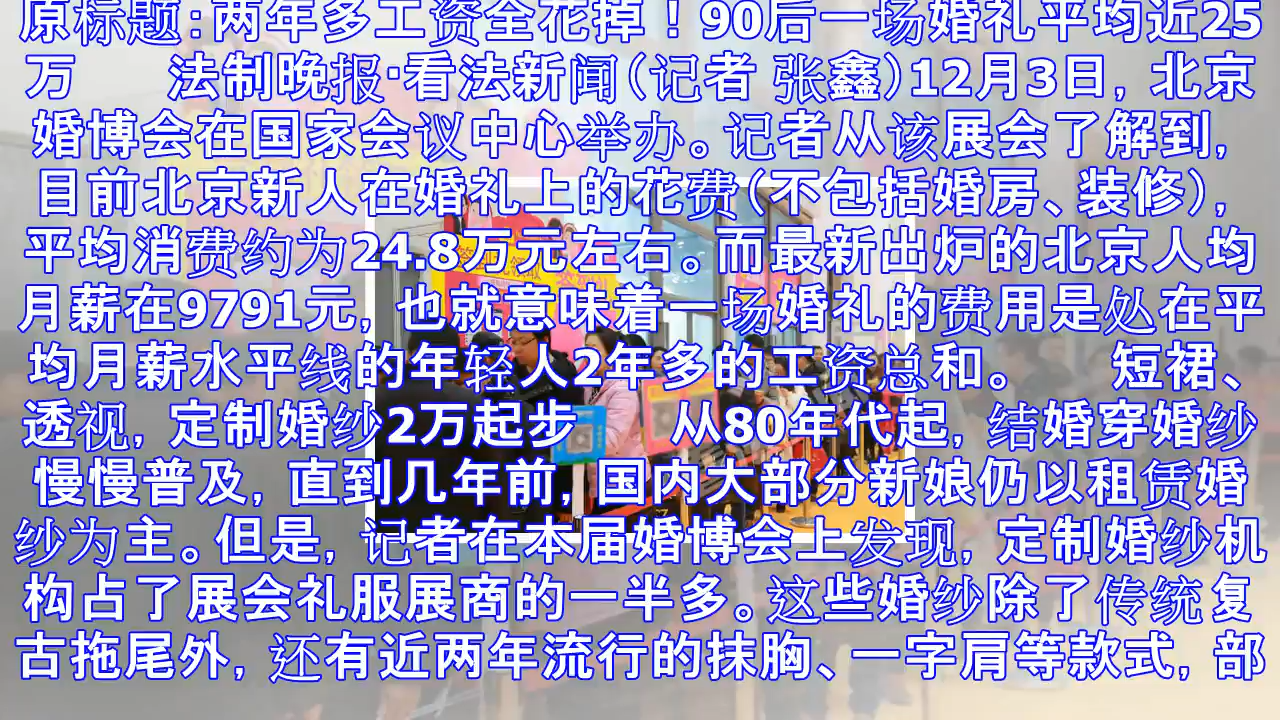 原标题:两年多工资全花掉！90后一场婚礼平均近25
万　　法制晚报·看法新闻(记者 张鑫)12月3日, 北京
婚博会在国家会议中心举办。记者从该展会了解到,
目前北京新人在婚礼上的花费(不包括婚房、装修),
平均消费约为24.8万元左右。而最新出炉的北京人均
月薪在9791元, 也就意味着一场婚礼的费用是处在平
均月薪水平线的年轻人2年多的工资总和。　　短裙、
透视, 定制婚纱2万起步　　从80年代起, 结婚穿婚纱
慢慢普及, 直到几年前, 国内大部分新娘仍以租赁婚
纱为主。但是, 记者在本届婚博会上发现, 定制婚纱机
构占了展会礼服展商的一半多。这些婚纱除了传统复
古拖尾外, 还有近两年流行的抹胸、一字肩等款式, 部